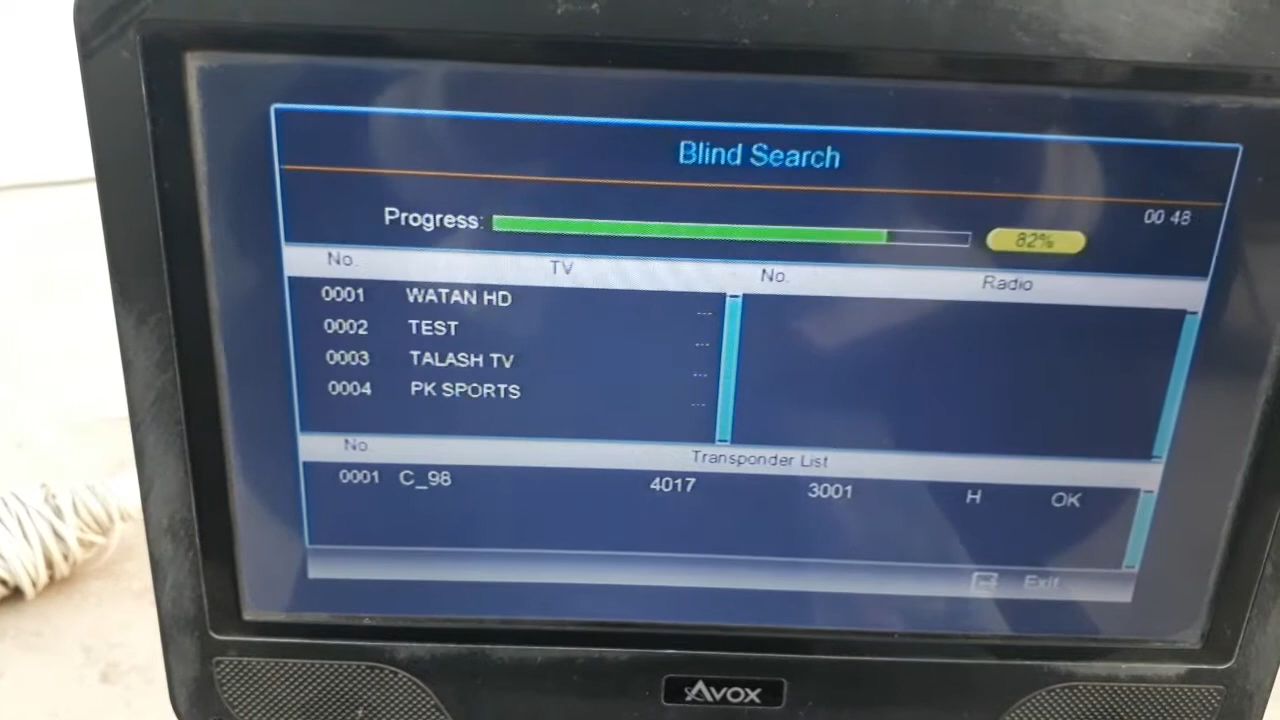 Blind Search
00 48
Progress: 82%
No. TV No. Radio
0001 WATAN HD ---
0002 TEST ---
0003 TALASH TV ---
0004 PK SPORTS ---
No. Transponder List
0001 C_98 4017 3001 H OK
Exit
AVOX